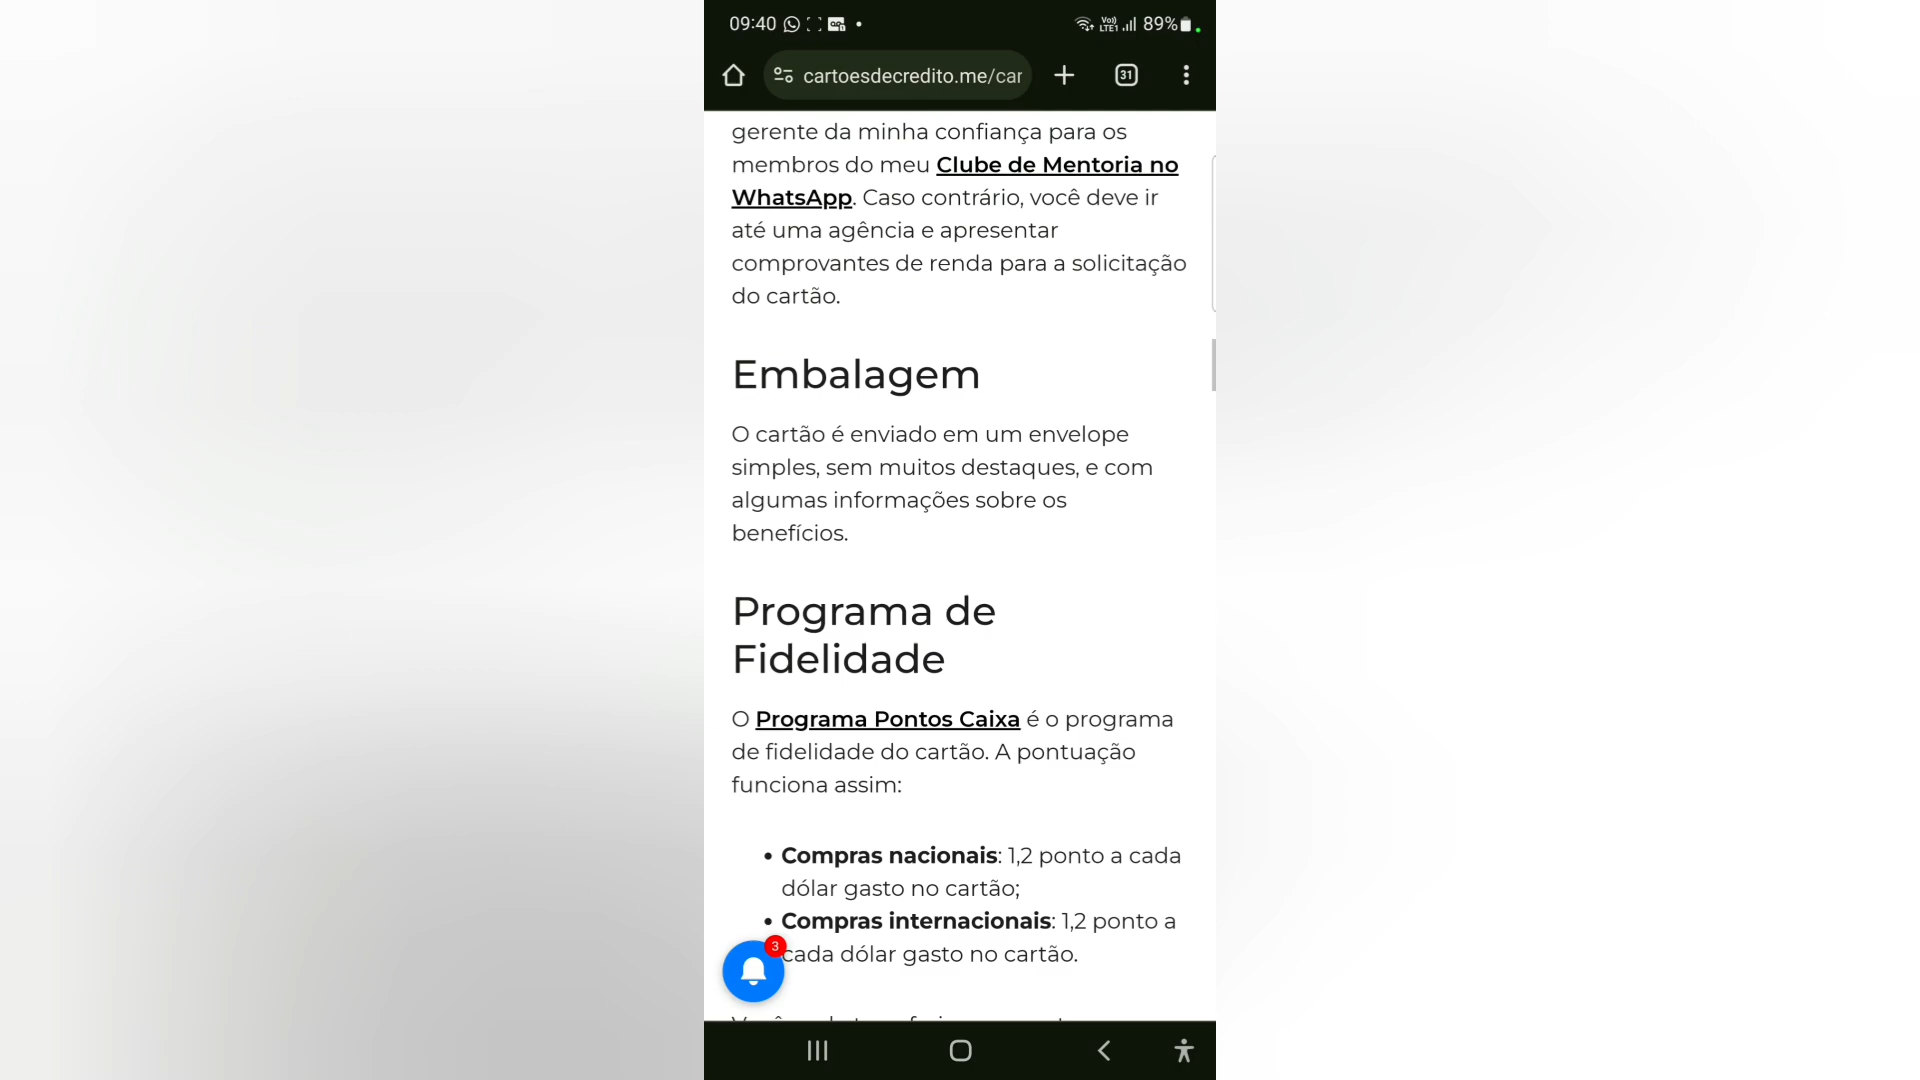 09:40
Vo))
LTE1
89%
cartoesdecredito.me/car
31
gerente da minha confiança para os
membros do meu Clube de Mentoria no
WhatsApp. Caso contrário, você deve ir
até uma agência e apresentar
comprovantes de renda para a solicitação
do cartão.
Embalagem
O cartão é enviado em um envelope
simples, sem muitos destaques, e com
algumas informações sobre os
benefícios.
Programa de
Fidelidade
O Programa Pontos Caixa é o programa
de fidelidade do cartão. A pontuação
funciona assim:
• Compras nacionais: 1,2 ponto a cada
dólar gasto no cartão;
• Compras internacionais: 1,2 ponto a
cada dólar gasto no cartão.
3